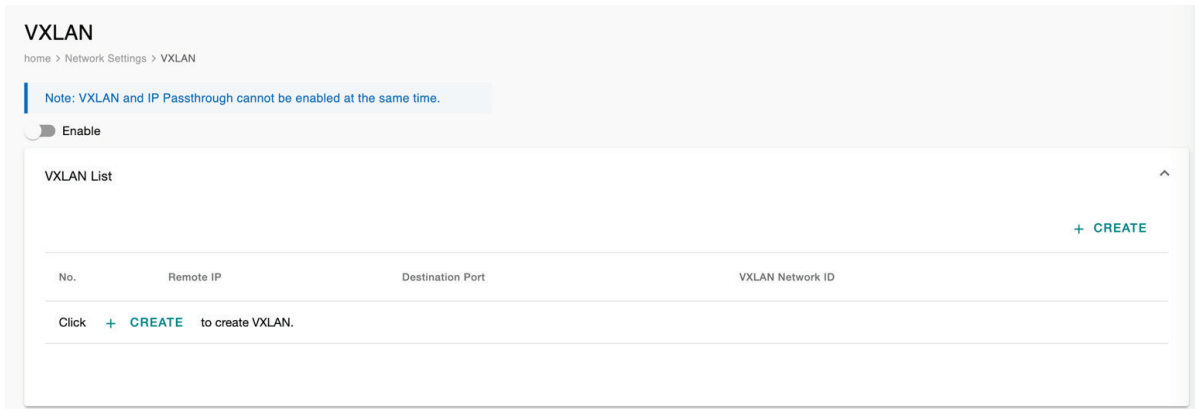 VXLAN
home > Network Settings > VXLAN
Note: VXLAN and IP Passthrough cannot be enabled at the same time.
Enable
VXLAN List
+ CREATE
No. Remote IP Destination Port VXLAN Network ID
Click + CREATE to create VXLAN.